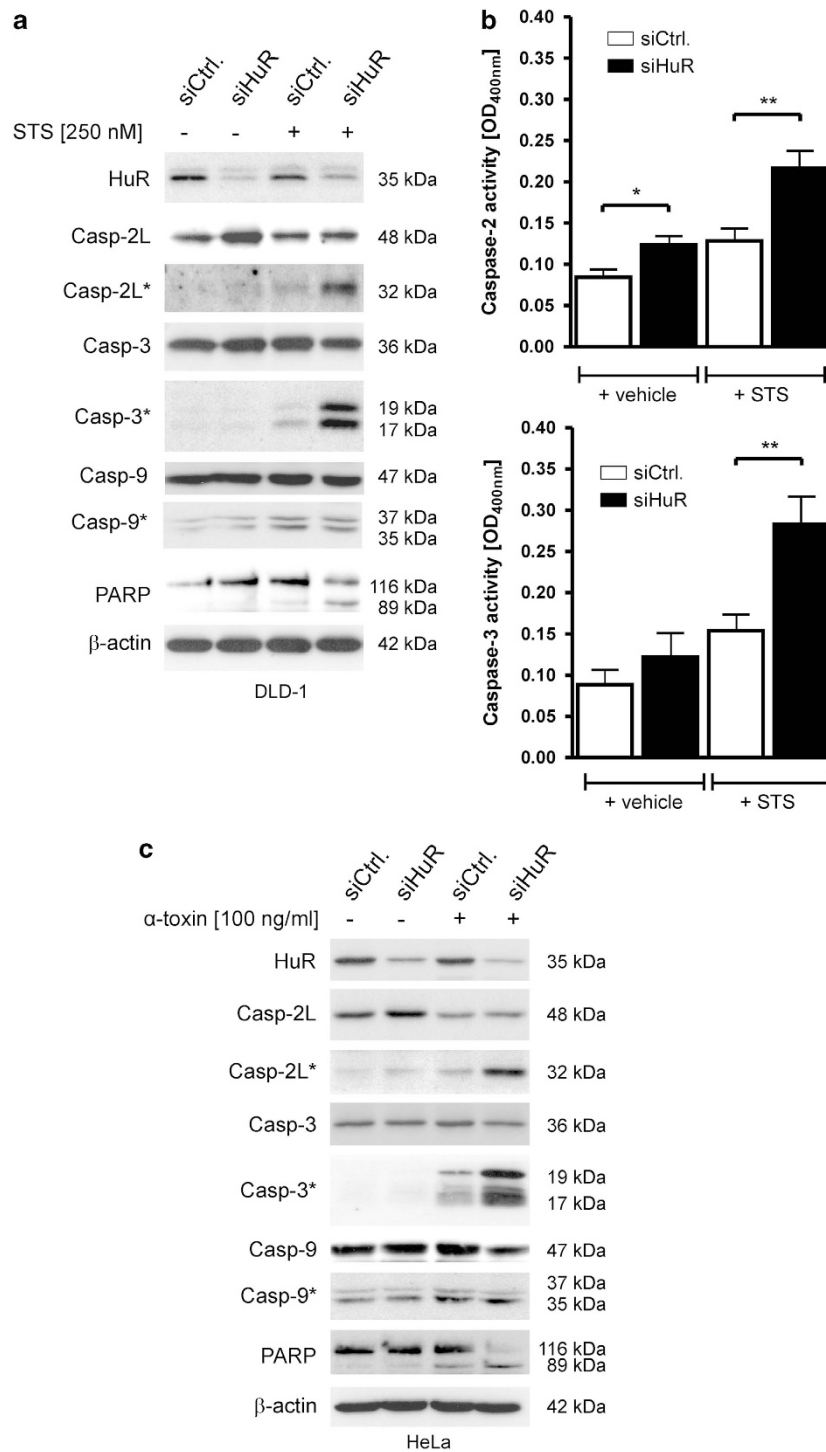 a
siCtrl. siHuR siCtrl. siHuR
STS [250 nM] - - + +
HuR 35 kDa
Casp-2L 48 kDa
Casp-2L* 32 kDa
Casp-3 36 kDa
Casp-3* 19 kDa
17 kDa
Casp-9 47 kDa
Casp-9* 37 kDa
35 kDa
PARP 116 kDa
89 kDa
β-actin 42 kDa
DLD-1
b
Caspase-2 activity [OD400nm]
0.40
0.35
0.30
0.25
0.20
0.15
0.10
0.05
0.00
siCtrl.
siHuR
*
**
+ vehicle + STS
Caspase-3 activity [OD400nm]
0.40
0.35
0.30
0.25
0.20
0.15
0.10
0.05
0.00
siCtrl.
siHuR
**
+ vehicle + STS
c
siCtrl. siHuR siCtrl. siHuR
α-toxin [100 ng/ml] - - + +
HuR 35 kDa
Casp-2L 48 kDa
Casp-2L* 32 kDa
Casp-3 36 kDa
Casp-3* 19 kDa
17 kDa
Casp-9 47 kDa
Casp-9* 37 kDa
35 kDa
PARP 116 kDa
89 kDa
β-actin 42 kDa
HeLa